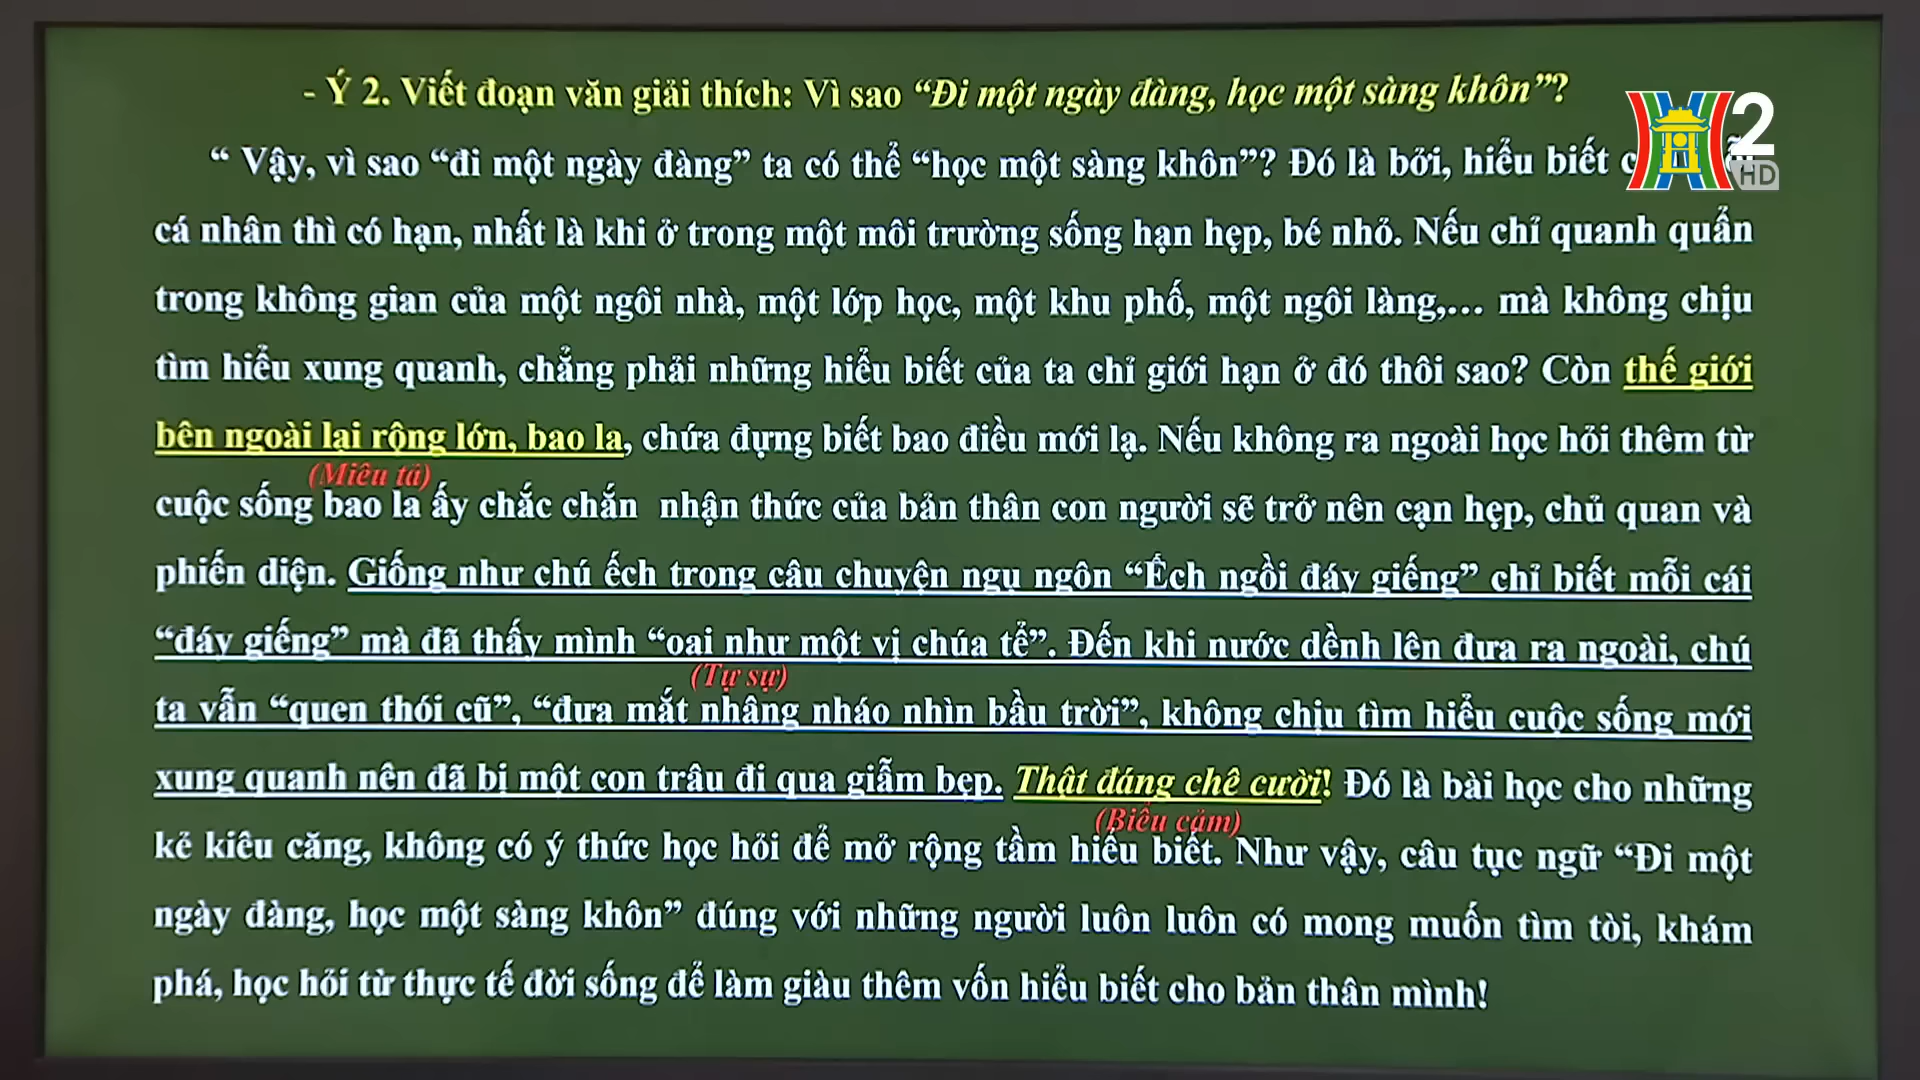 - Ý 2. Viết đoạn văn giải thích: Vì sao “Đi một ngày đàng, học một sàng khôn”?
“ Vậy, vì sao “đi một ngày đàng” ta có thể “học một sàng khôn”? Đó là bởi, hiểu biết
cá nhân thì có hạn, nhất là khi ở trong một môi trường sống hạn hẹp, bé nhỏ. Nếu chỉ quanh quẩn
trong không gian của một ngôi nhà, một lớp học, một khu phố, một ngôi làng,... mà không chịu
tìm hiểu xung quanh, chẳng phải những hiểu biết của ta chỉ giới hạn ở đó thôi sao? Còn thế giới
bên ngoài lại rộng lớn, bao la, chứa đựng biết bao điều mới lạ. Nếu không ra ngoài học hỏi thêm từ
(Miêu tả)
cuộc sống bao la ấy chắc chắn nhận thức của bản thân con người sẽ trở nên cạn hẹp, chủ quan và
phiến diện. Giống như chú ếch trong câu chuyện ngụ ngôn “Ếch ngồi đáy giếng” chỉ biết mỗi cái
“đáy giếng” mà đã thấy mình “oai như một vị chúa tể”. Đến khi nước dềnh lên đưa ra ngoài, chú
(Tự sự)
ta vẫn “quen thói cũ”, “đưa mắt nhâng nháo nhìn bầu trời”, không chịu tìm hiểu cuộc sống mới
xung quanh nên đã bị một con trâu đi qua giẫm bẹp. Thật đáng chê cười! Đó là bài học cho những
(Biểu cảm)
kẻ kiêu căng, không có ý thức học hỏi để mở rộng tầm hiểu biết. Như vậy, câu tục ngữ “Đi một
ngày đàng, học một sàng khôn” đúng với những người luôn luôn có mong muốn tìm tòi, khám
phá, học hỏi từ thực tế đời sống để làm giàu thêm vốn hiểu biết cho bản thân mình!
2
HD